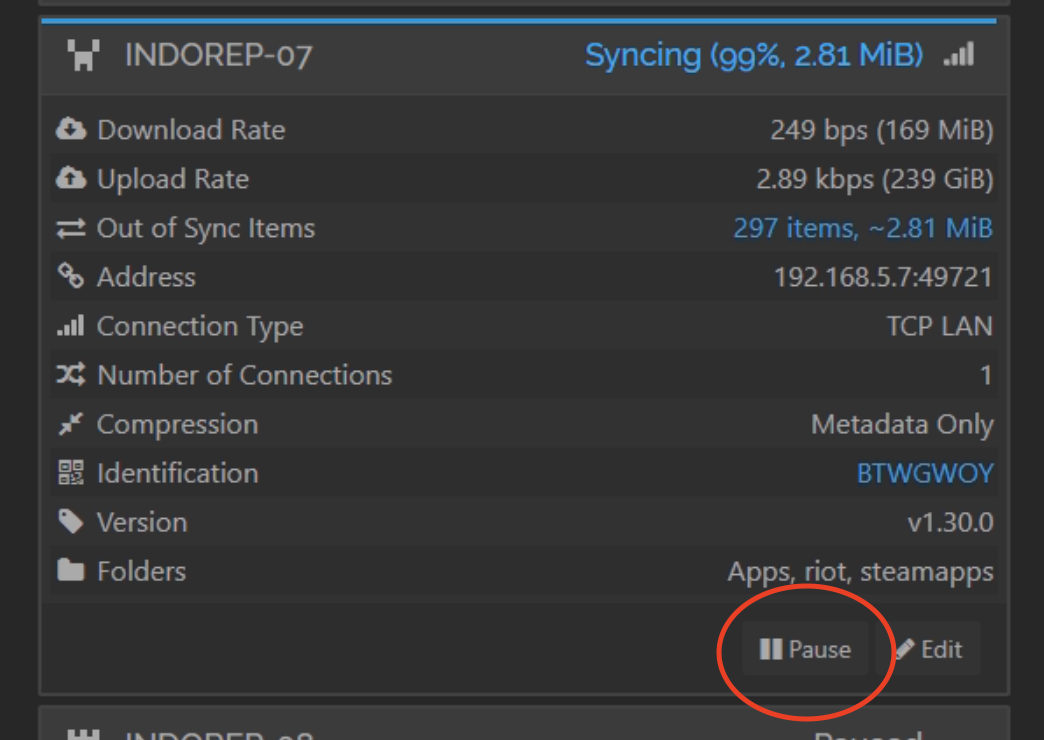 INDOREP-07 Syncing (99%, 2.81 MiB)
Download Rate 249 bps (169 MiB)
Upload Rate 2.89 kbps (239 GiB)
Out of Sync Items 297 items, ~2.81 MiB
Address 192.168.5.7:49721
Connection Type TCP LAN
Number of Connections 1
Compression Metadata Only
Identification BTWGWOY
Version v1.30.0
Folders Apps, riot, steamapps
Pause Edit
INDOREP-08 Paused